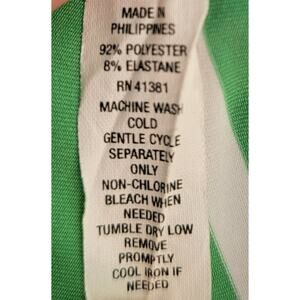 MADE IN
PHILIPPINES
92% POLYESTER
8% ELASTANE
RN 41381
MACHINE WASH
COLD
GENTLE CYCLE
SEPARATELY
ONLY
NON-CHLORINE
BLEACH WHEN
NEEDED
TUMBLE DRY LOW
REMOVE
PROMPTLY
COOL IRON IF
NEEDED